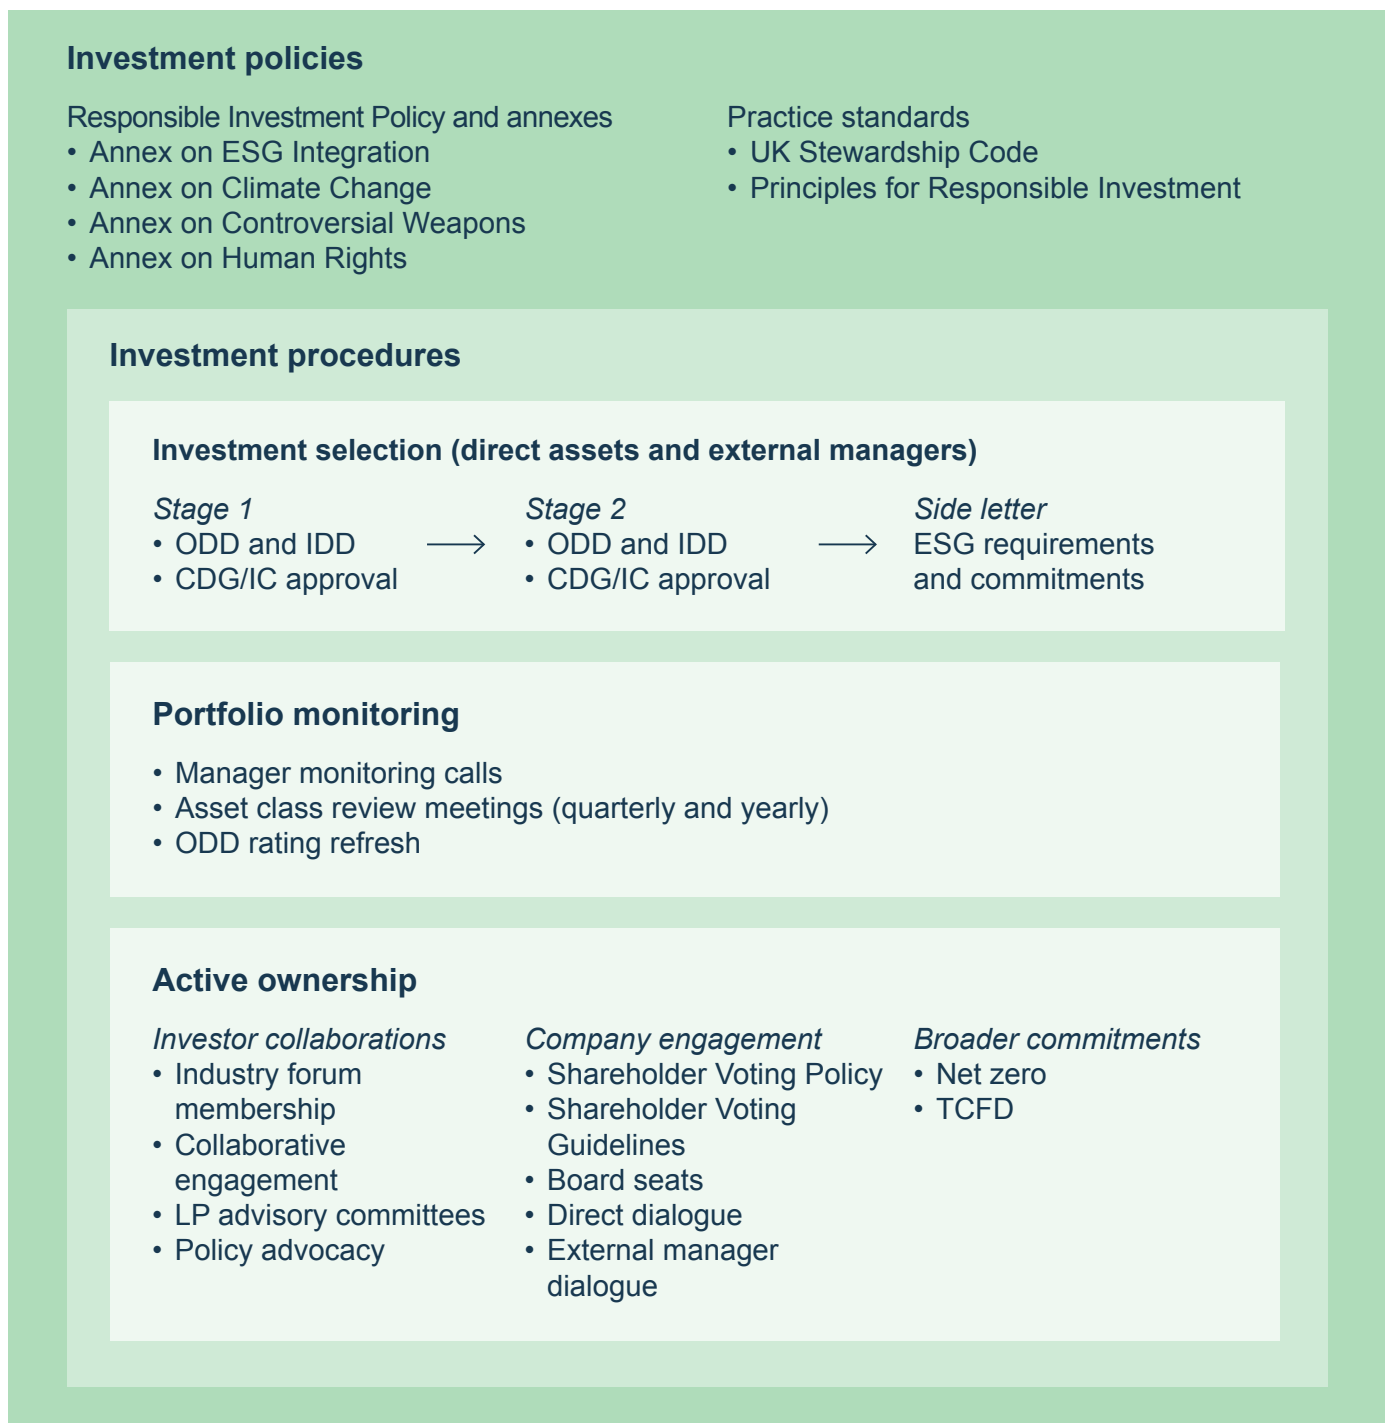 Investment policies
Responsible Investment Policy and annexes
• Annex on ESG Integration
• Annex on Climate Change
• Annex on Controversial Weapons
• Annex on Human Rights
Practice standards
• UK Stewardship Code
• Principles for Responsible Investment
Investment procedures
Investment selection (direct assets and external managers)
Stage 1
• ODD and IDD
• CDG/IC approval
Stage 2
• ODD and IDD
• CDG/IC approval
Side letter
ESG requirements
and commitments
Portfolio monitoring
• Manager monitoring calls
• Asset class review meetings (quarterly and yearly)
• ODD rating refresh
Active ownership
Investor collaborations
• Industry forum
membership
• Collaborative
engagement
• LP advisory committees
• Policy advocacy
Company engagement
• Shareholder Voting Policy
• Shareholder Voting
Guidelines
• Board seats
• Direct dialogue
• External manager
dialogue
Broader commitments
• Net zero
• TCFD